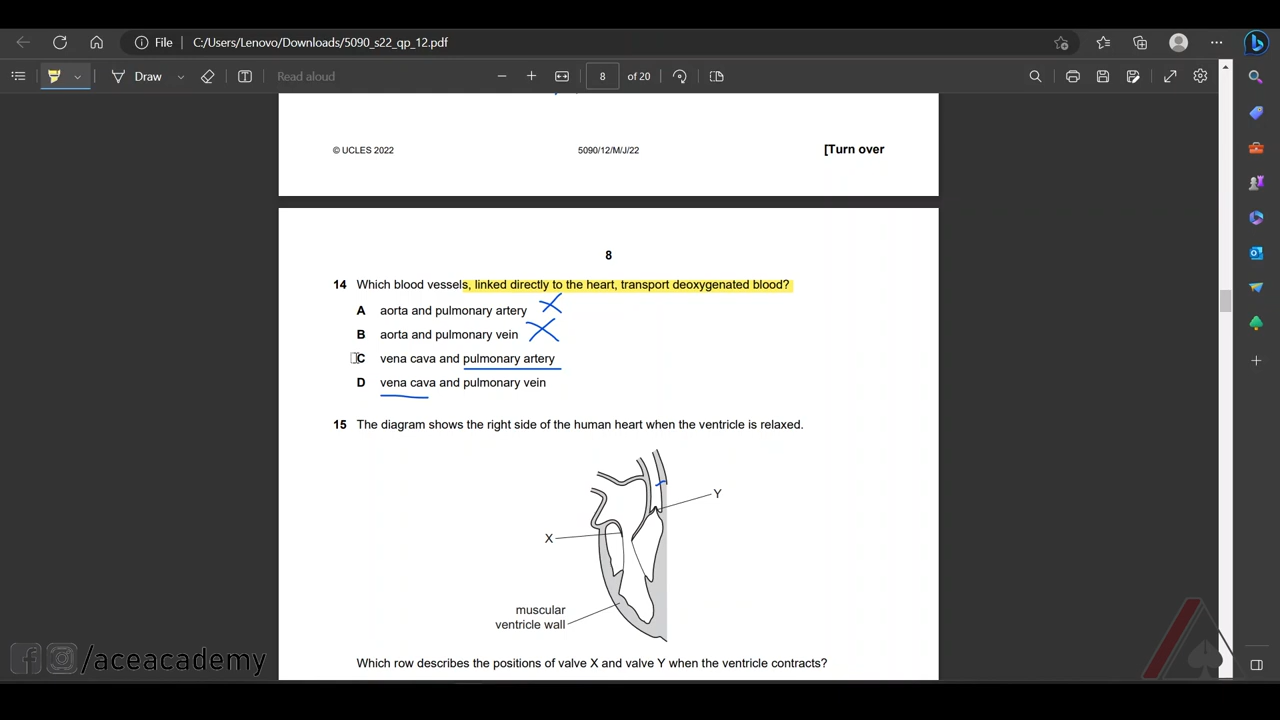 File C:/Users/Lenovo/Downloads/5090_s22_qp_12.pdf
Draw Read aloud 8 of 20
© UCLES 2022 5090/12/M/J/22 [Turn over
8
14 Which blood vessels, linked directly to the heart, transport deoxygenated blood?
A aorta and pulmonary artery
B aorta and pulmonary vein
C vena cava and pulmonary artery
D vena cava and pulmonary vein
15 The diagram shows the right side of the human heart when the ventricle is relaxed.
Y
X
muscular
ventricle wall
/aceacademy
Which row describes the positions of valve X and valve Y when the ventricle contracts?